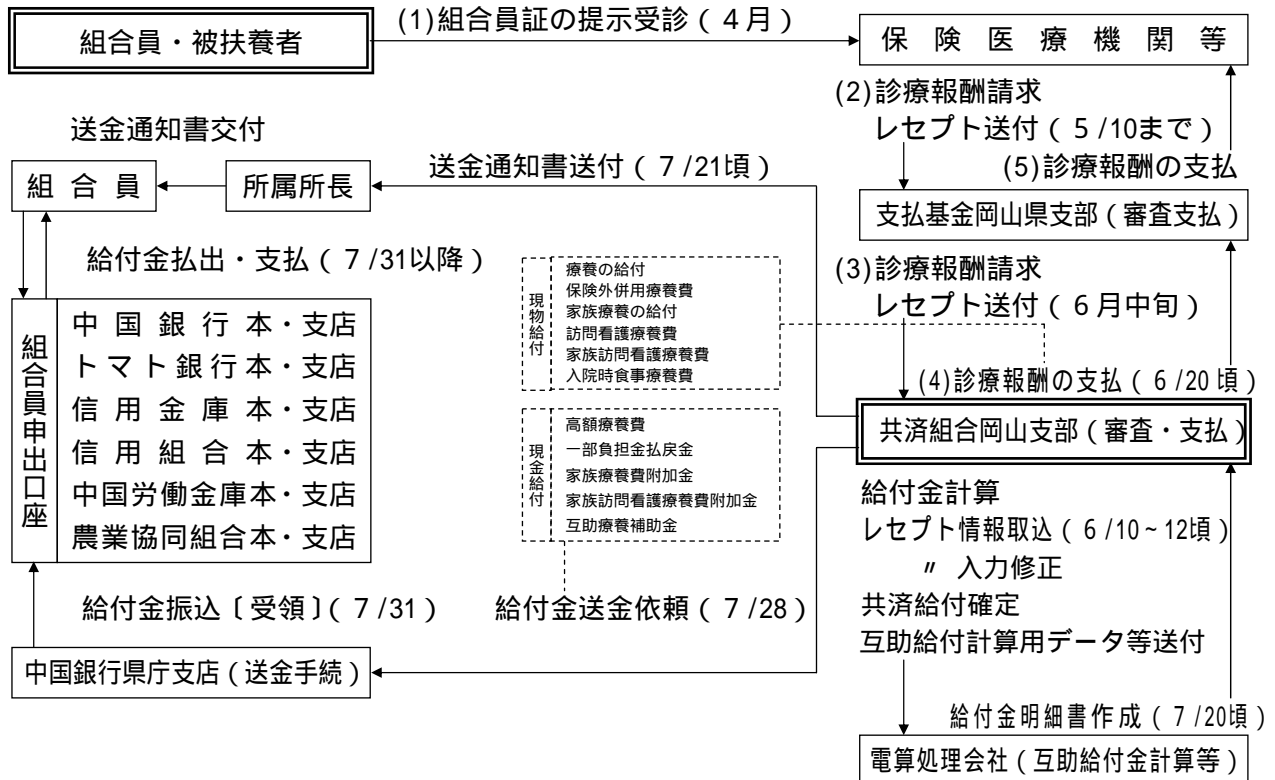 (1)組合員証の提示受診(4月)
組合員・被扶養者
保険医療機関等
(2)診療報酬請求
レセプト送付(5/10まで)
(5)診療報酬の支払
送金通知書交付
送金通知書送付(7/21頃)
組合員
所属所長
支払基金岡山県支部(審査支払)
給付金払出・支払(7/31以降)
(3)診療報酬請求
レセプト送付(6月中旬)
現物給付
療養の給付
保険外併用療養費
家族療養の給付
訪問看護療養費
家族訪問看護療養費
入院時食事療養費
組合員申出口座
中国銀行本・支店
トマト銀行本・支店
信用金庫本・支店
信用組合本・支店
中国労働金庫本・支店
農業協同組合本・支店
(4)診療報酬の支払(6/20頃)
共済組合岡山支部(審査・支払)
現金給付
高額療養費
一部負担金払戻金
家族療養費附加金
家族訪問看護療養費附加金
互助療養補助金
給付金計算
レセプト情報取込(6/10~12頃)
〃 入力修正
共済給付確定
互助給付計算用データ等送付
給付金振込〔受領〕(7/31)
給付金送金依頼(7/28)
中国銀行県庁支店(送金手続)
給付金明細書作成(7/20頃)
電算処理会社(互助給付金計算等)